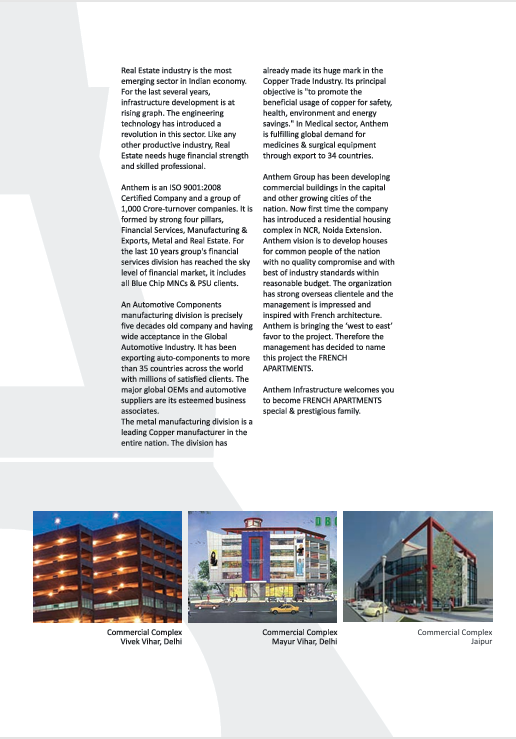 Real Estate industry is the most
emerging sector in Indian economy.
For the last several years,
infrastructure development is at
rising graph. The engineering
technology has introduced a
revolution in this sector. Like any
other productive industry, Real
Estate needs huge financial strength
and skilled professional.
Anthem is an ISO 9001:2008
Certified Company and a group of
1,000 Crore-turnover companies. It is
formed by strong four pillars,
Financial Services, Manufacturing &
Exports, Metal and Real Estate. For
the last 10 years group's financial
services division has reached the sky
level of financial market, it includes
all Blue Chip MNCs & PSU clients.
An Automotive Components
manufacturing division is precisely
five decades old company and having
wide acceptance in the Global
Automotive Industry. It has been
exporting auto-components to more
than 35 countries across the world
with millions of satisfied clients. The
major global OEMs and automotive
suppliers are its esteemed business
associates.
The metal manufacturing division is a
leading Copper manufacturer in the
entire nation. The division has
already made its huge mark in the
Copper Trade Industry. Its principal
objective is "to promote the
beneficial usage of copper for safety,
health, environment and energy
savings." In Medical sector, Anthem
is fulfilling global demand for
medicines & surgical equipment
through export to 34 countries.
Anthem Group has been developing
commercial buildings in the capital
and other growing cities of the
nation. Now first time the company
has introduced a residential housing
complex in NCR, Noida Extension.
Anthem vision is to develop houses
for common people of the nation
with no quality compromise and with
best of industry standards within
reasonable budget. The organization
has strong overseas clientele and the
management is impressed and
inspired with French architecture.
Anthem is bringing the ‘west to east’
favor to the project. Therefore the
management has decided to name
this project the FRENCH
APARTMENTS.
Anthem Infrastructure welcomes you
to become FRENCH APARTMENTS
special & prestigious family.
Commercial Complex
Vivek Vihar, Delhi
Commercial Complex
Mayur Vihar, Delhi
Commercial Complex
Jaipur